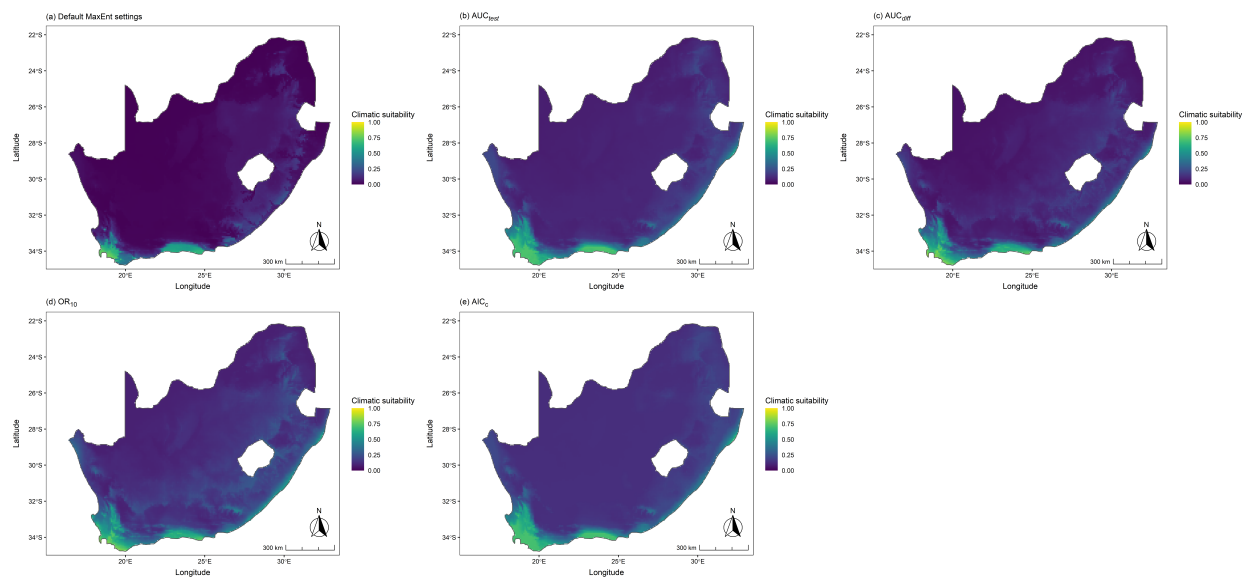 (a) Default MaxEnt settings
22°S
24°S
26°S
28°S
30°S
32°S
34°S
Latitude
20°E
25°E
30°E
Longitude
Climatic suitability
1.00
0.75
0.50
0.25
0.00
N
300 km
(b) AUCtest
22°S
24°S
26°S
28°S
30°S
32°S
34°S
Latitude
20°E
25°E
30°E
Longitude
Climatic suitability
1.00
0.75
0.50
0.25
0.00
N
300 km
(c) AUCdiff
22°S
24°S
26°S
28°S
30°S
32°S
34°S
Latitude
20°E
25°E
30°E
Longitude
Climatic suitability
1.00
0.75
0.50
0.25
0.00
N
300 km
(d) OR10
22°S
24°S
26°S
28°S
30°S
32°S
34°S
Latitude
20°E
25°E
30°E
Longitude
Climatic suitability
1.00
0.75
0.50
0.25
0.00
N
300 km
(e) AICc
22°S
24°S
26°S
28°S
30°S
32°S
34°S
Latitude
20°E
25°E
30°E
Longitude
Climatic suitability
1.00
0.75
0.50
0.25
0.00
N
300 km